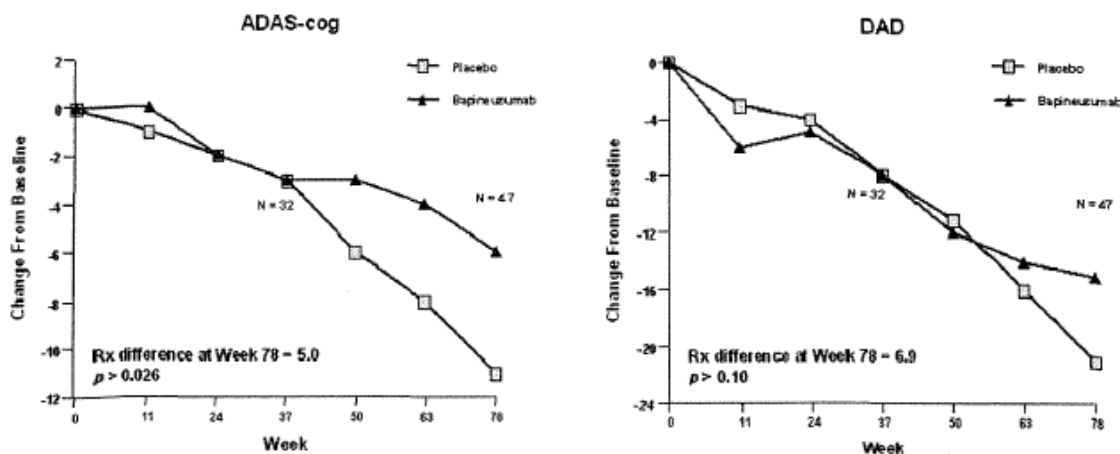 ADAS-cog
2
0
-2
-4
-6
-8
-10
-12
Change From Baseline
Placebo
Bapineuzumab
N = 32
N = 47
Rx difference at Week 78 = 5.0
p > 0.026
0 11 24 37 50 63 78
Week
DAD
0
-4
-8
-12
-16
-20
-24
Change From Baseline
Placebo
Bapineuzumab
N = 32
N = 47
Rx difference at Week 78 = 6.9
p > 0.10
0 11 24 37 50 63 78
Week